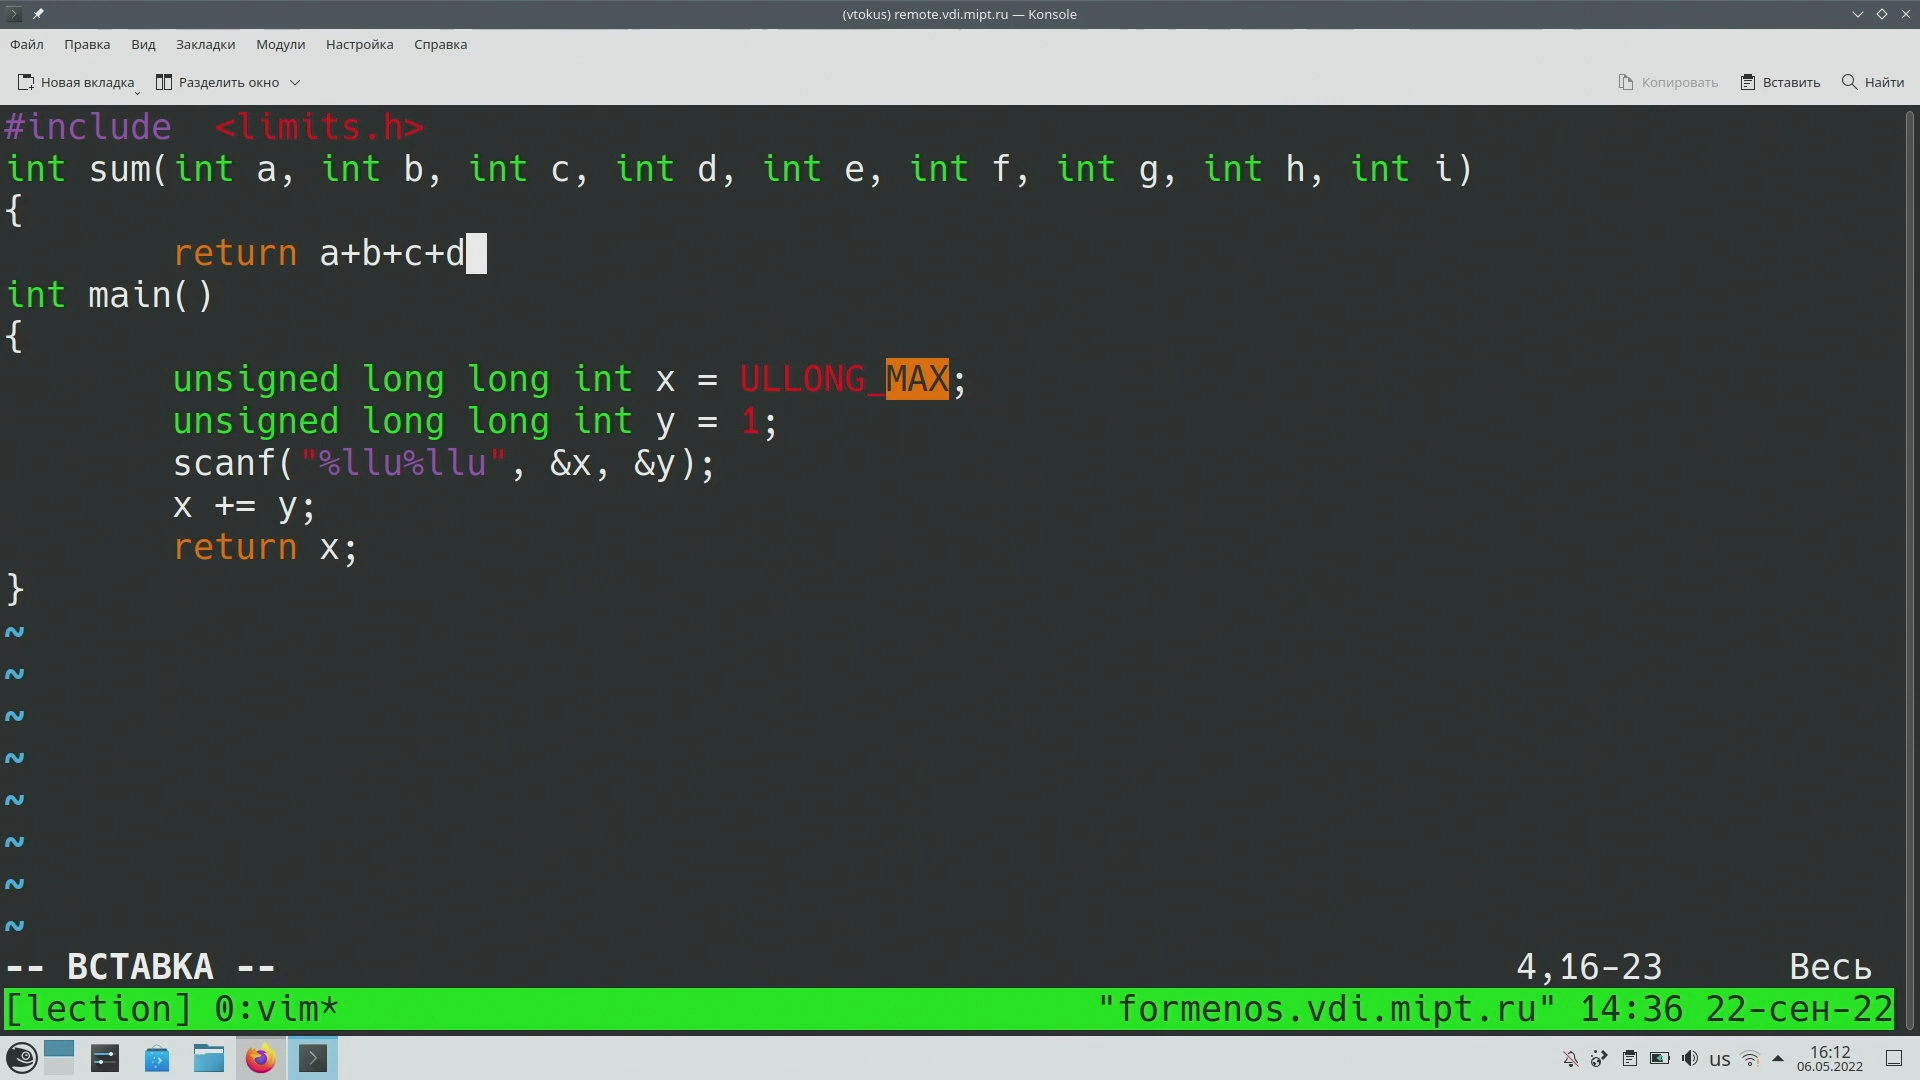 (vtokus) remote.vdi.mipt.ru — Konsole
Файл Правка Вид Закладки Модули Настройка Справка
Новая вкладка Разделить окно Копировать Вставить Найти
#include  <limits.h>
int sum(int a, int b, int c, int d, int e, int f, int g, int h, int i)
{
        return a+b+c+d
int main()
{
        unsigned long long int x = ULLONG_MAX;
        unsigned long long int y = 1;
        scanf("%llu%llu", &x, &y);
        x += y;
        return x;
}
~
~
~
~
~
~
~
~
-- ВСТАВКА -- 4,16-23 Весь
[lection] 0:vim* "formenos.vdi.mipt.ru" 14:36 22-сен-22
us 16:12
06.05.2022